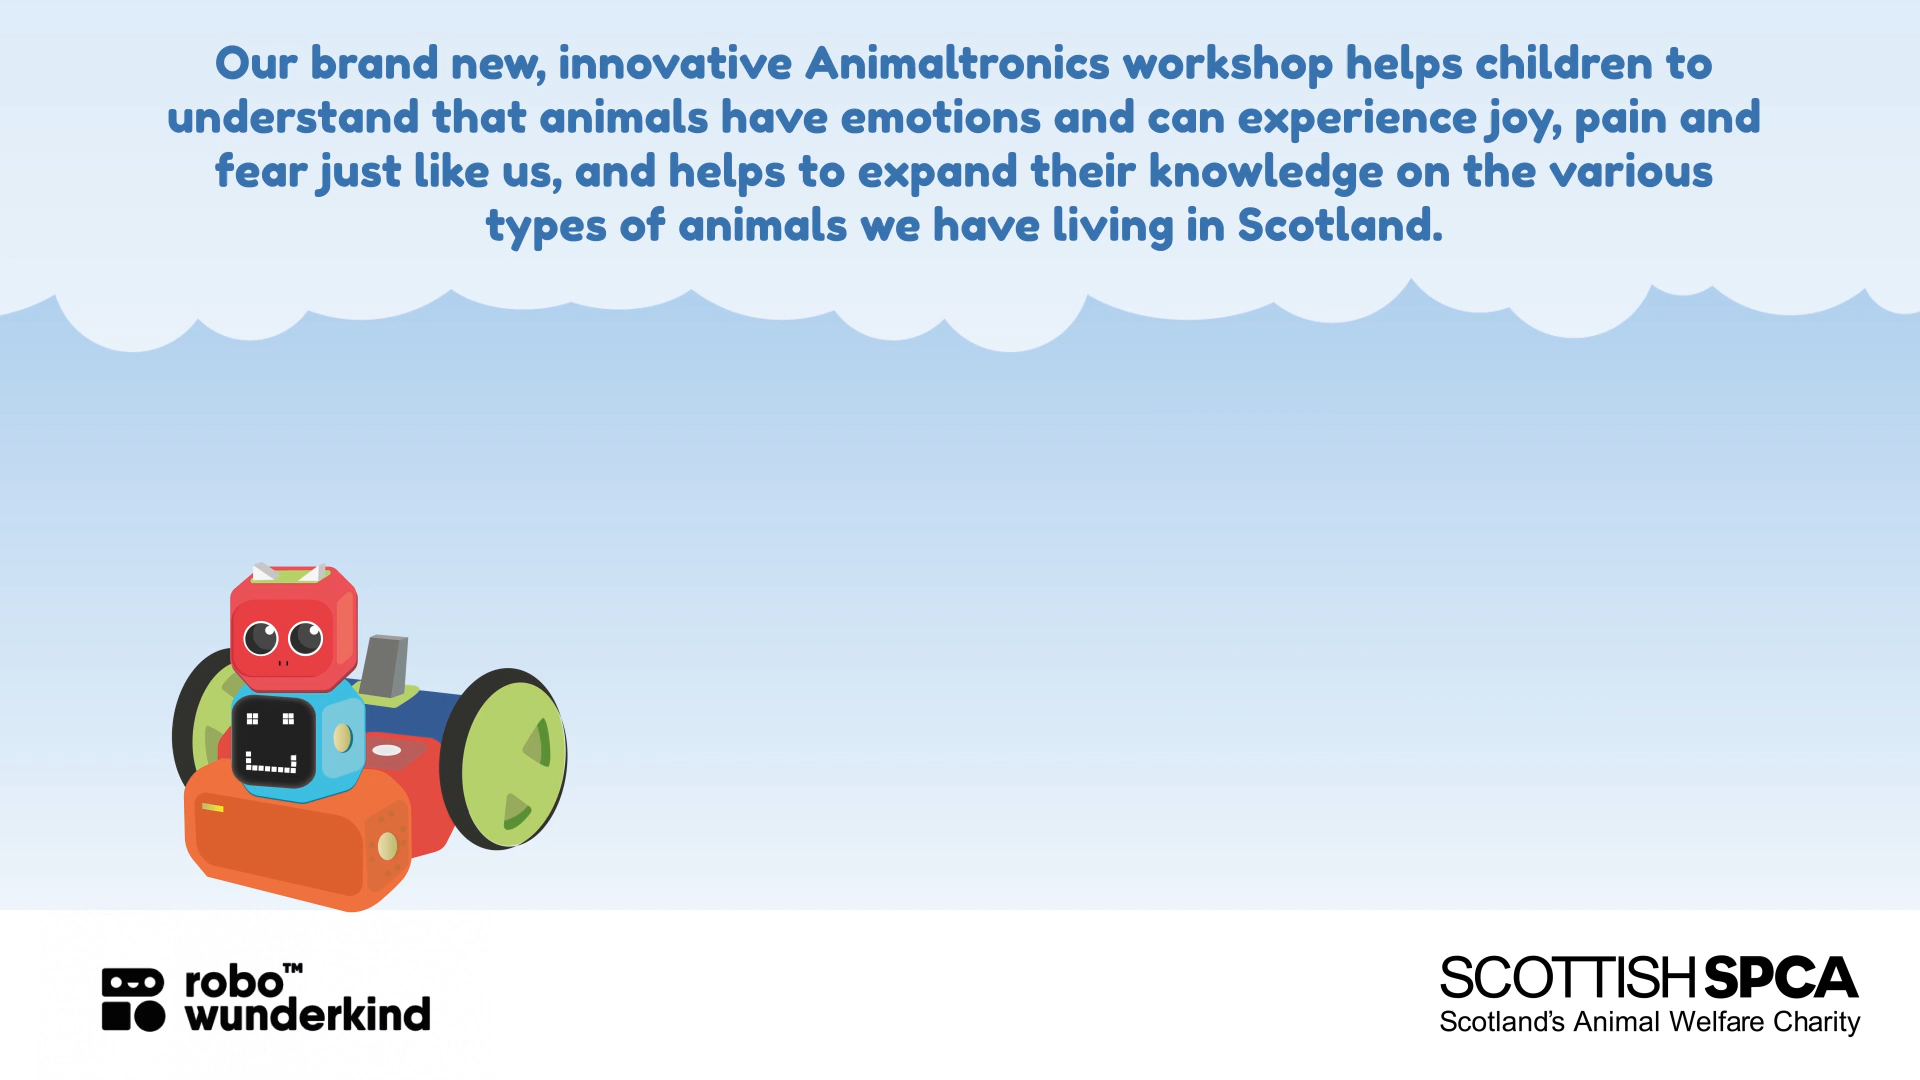 Our brand new, innovative Animaltronics workshop helps children to
understand that animals have emotions and can experience joy, pain and
fear just like us, and helps to expand their knowledge on the various
types of animals we have living in Scotland.
robo™
wunderkind
SCOTTISH SPCA
Scotland's Animal Welfare Charity